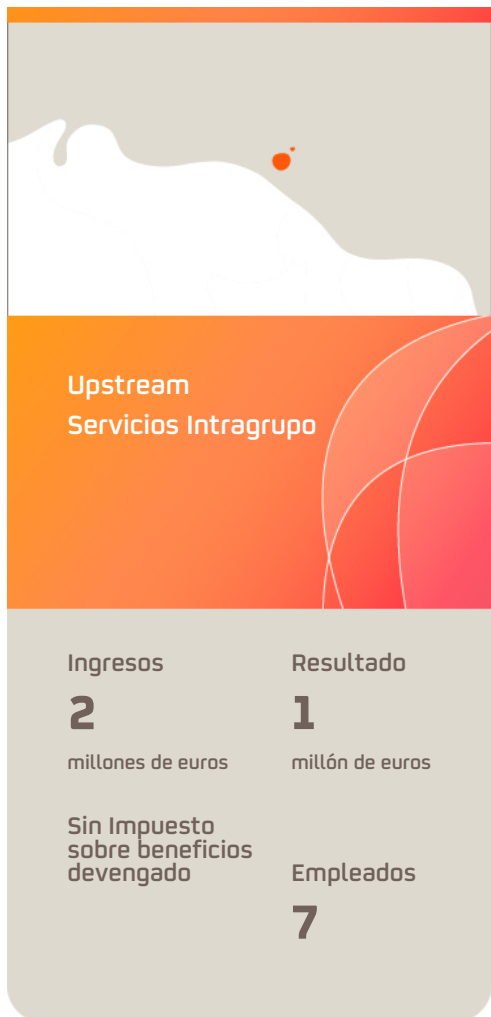 Upstream
Servicios Intragrupo
Ingresos
2
millones de euros
Resultado
1
millón de euros
Sin Impuesto
sobre beneficios
devengado
Empleados
7